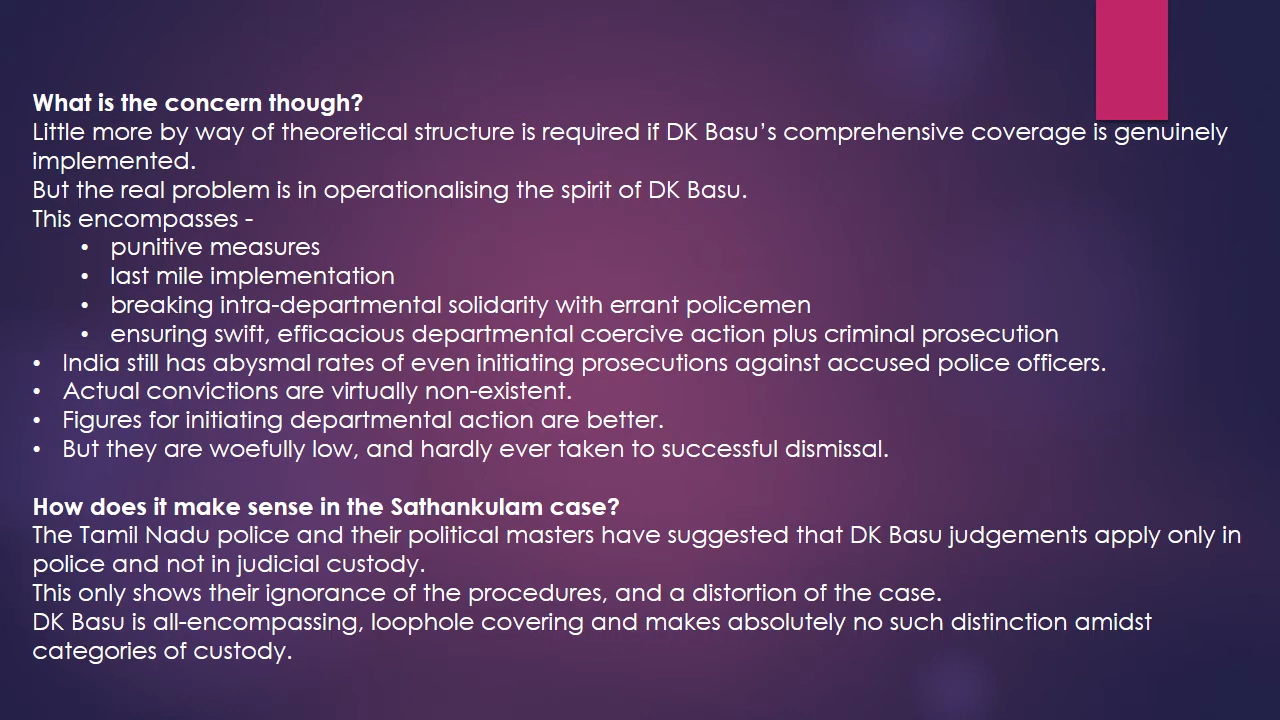 What is the concern though?
Little more by way of theoretical structure is required if DK Basu's comprehensive coverage is genuinely
implemented.
But the real problem is in operationalising the spirit of DK Basu.
This encompasses -
• punitive measures
• last mile implementation
• breaking intra-departmental solidarity with errant policemen
• ensuring swift, efficacious departmental coercive action plus criminal prosecution
• India still has abysmal rates of even initiating prosecutions against accused police officers.
• Actual convictions are virtually non-existent.
• Figures for initiating departmental action are better.
• But they are woefully low, and hardly ever taken to successful dismissal.
How does it make sense in the Sathankulam case?
The Tamil Nadu police and their political masters have suggested that DK Basu judgements apply only in
police and not in judicial custody.
This only shows their ignorance of the procedures, and a distortion of the case.
DK Basu is all-encompassing, loophole covering and makes absolutely no such distinction amidst
categories of custody.